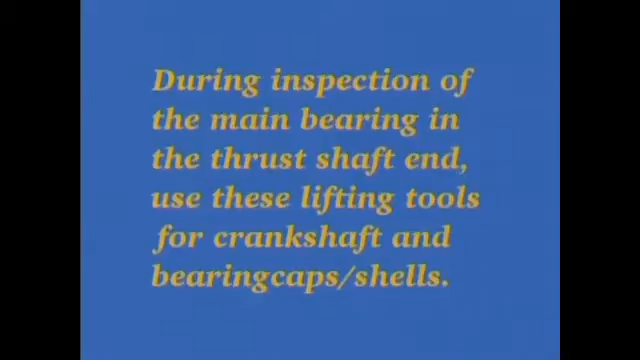 During inspection of
the main bearing in
the thrust shaft end,
use these lifting tools
for crankshaft and
bearingcaps/shells.